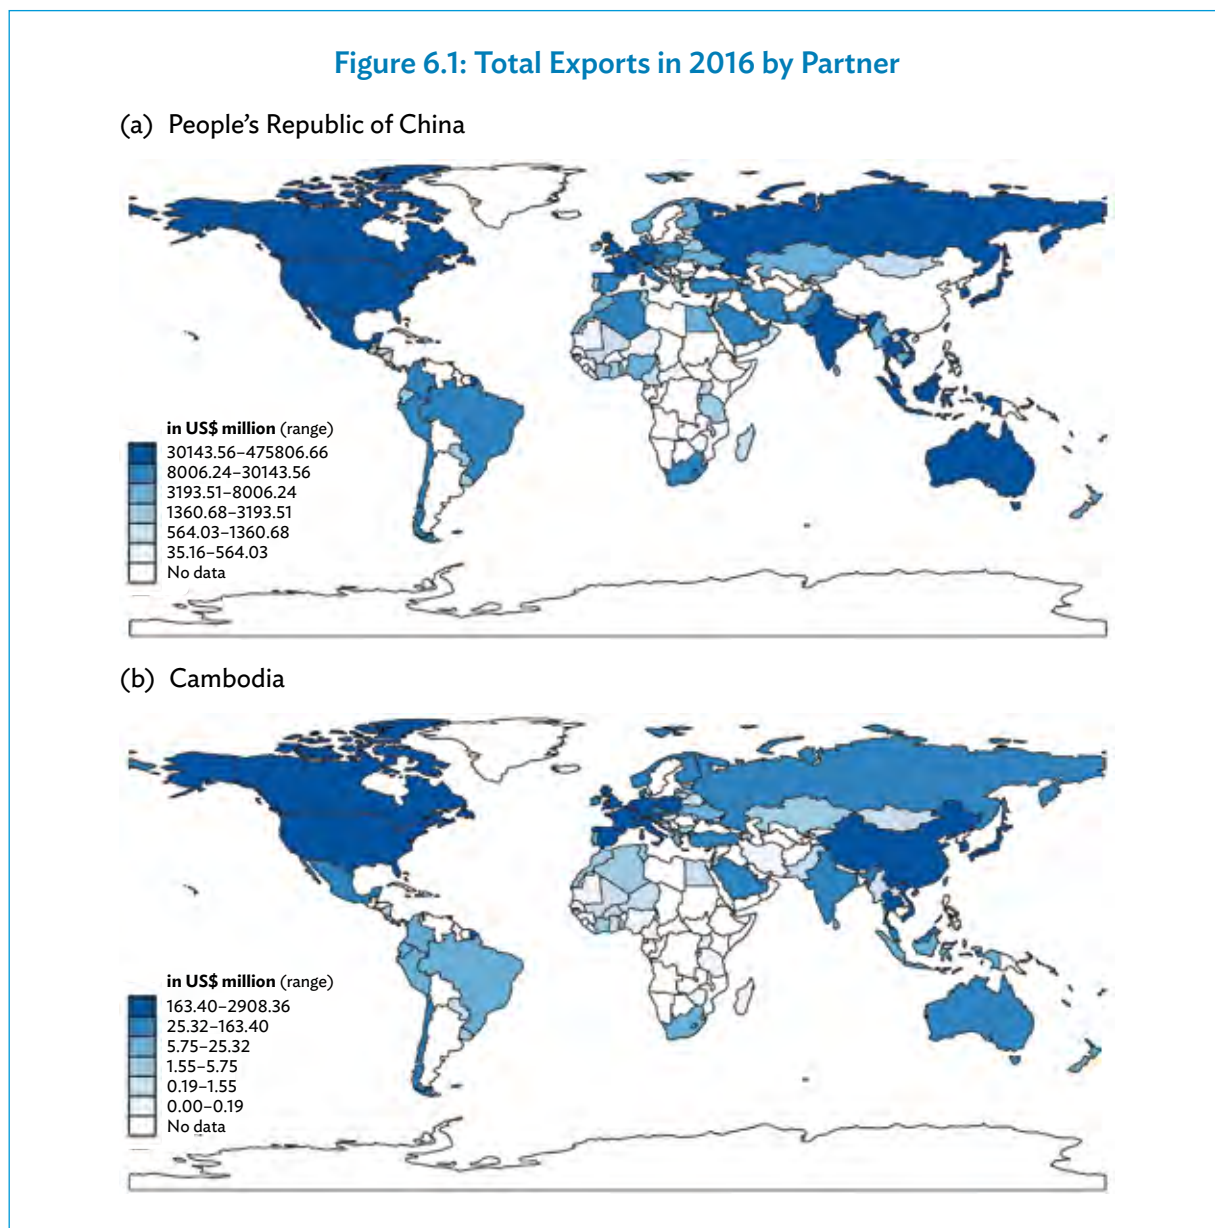 Figure 6.1: Total Exports in 2016 by Partner
(a) People's Republic of China
in US$ million (range)
30143.56–475806.66
8006.24–30143.56
3193.51–8006.24
1360.68–3193.51
564.03–1360.68
35.16–564.03
No data
(b) Cambodia
in US$ million (range)
163.40–2908.36
25.32–163.40
5.75–25.32
1.55–5.75
0.19–1.55
0.00–0.19
No data